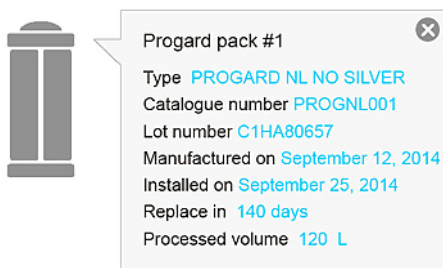 Progard pack #1
Type PROGARD NL NO SILVER
Catalogue number PROGNL001
Lot number C1HA80657
Manufactured on September 12, 2014
Installed on September 25, 2014
Replace in 140 days
Processed volume 120 L